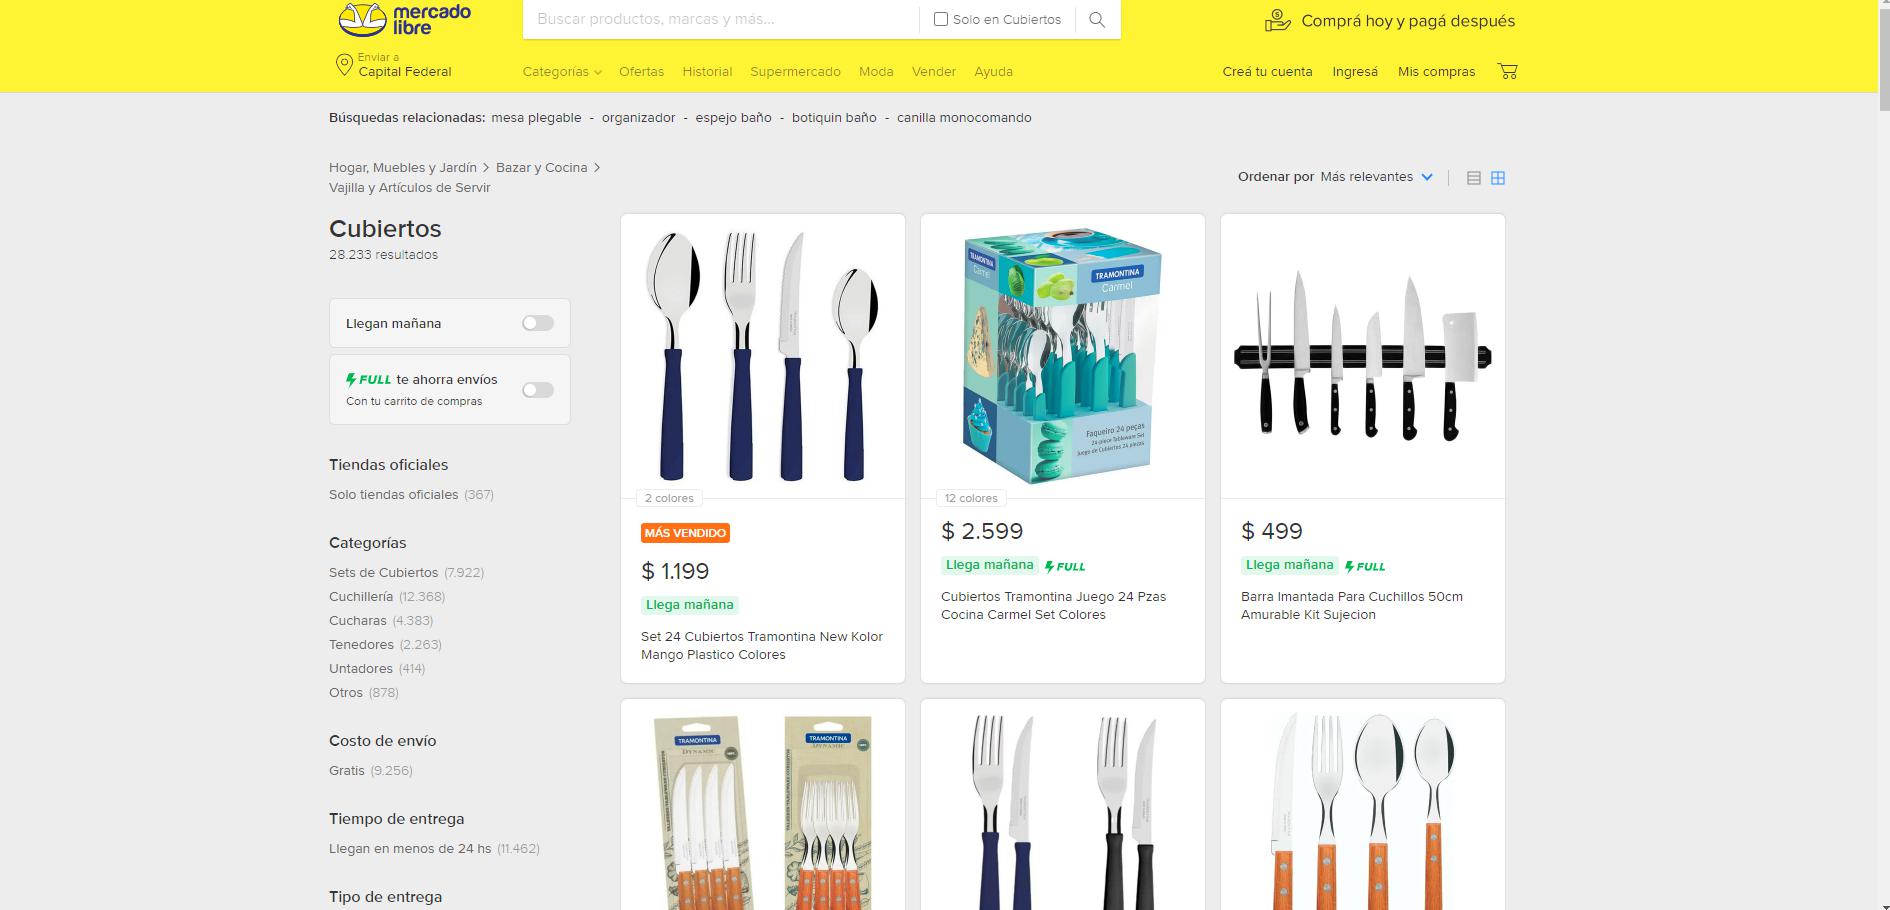 mercado
libre
Buscar productos, marcas y más...
Solo en Cubiertos
Comprá hoy y pagá después
Enviar a
Capital Federal
Categorías
Ofertas
Historial
Supermercado
Moda
Vender
Ayuda
Creá tu cuenta
Ingresá
Mis compras
Búsquedas relacionadas: mesa plegable - organizador - espejo baño - botiquin baño - canilla monocomando
Hogar, Muebles y Jardín > Bazar y Cocina >
Vajilla y Artículos de Servir
Ordenar por Más relevantes
Cubiertos
28.233 resultados
Llegan mañana
FULL te ahorra envíos
Con tu carrito de compras
Tiendas oficiales
Solo tiendas oficiales (367)
Categorías
Sets de Cubiertos (7.922)
Cuchillería (12.368)
Cucharas (4.383)
Tenedores (2.263)
Untadores (414)
Otros (878)
Costo de envío
Gratis (9.256)
Tiempo de entrega
Llegan en menos de 24 hs (11.462)
Tipo de entrega
2 colores
MÁS VENDIDO
$ 1.199
Llega mañana
Set 24 Cubiertos Tramontina New Kolor
Mango Plastico Colores
TRAMONTINA
Carmel
TRAMONTINA
Carmel
Faqueiro 24 peças
24-piece Tableware Set
Juego de Cubiertos 24 piezas
12 colores
$ 2.599
Llega mañana FULL
Cubiertos Tramontina Juego 24 Pzas
Cocina Carmel Set Colores
$ 499
Llega mañana FULL
Barra Imantada Para Cuchillos 50cm
Amurable Kit Sujecion
TRAMONTINA
DYNAMIC
TRAMONTINA
DYNAMIC